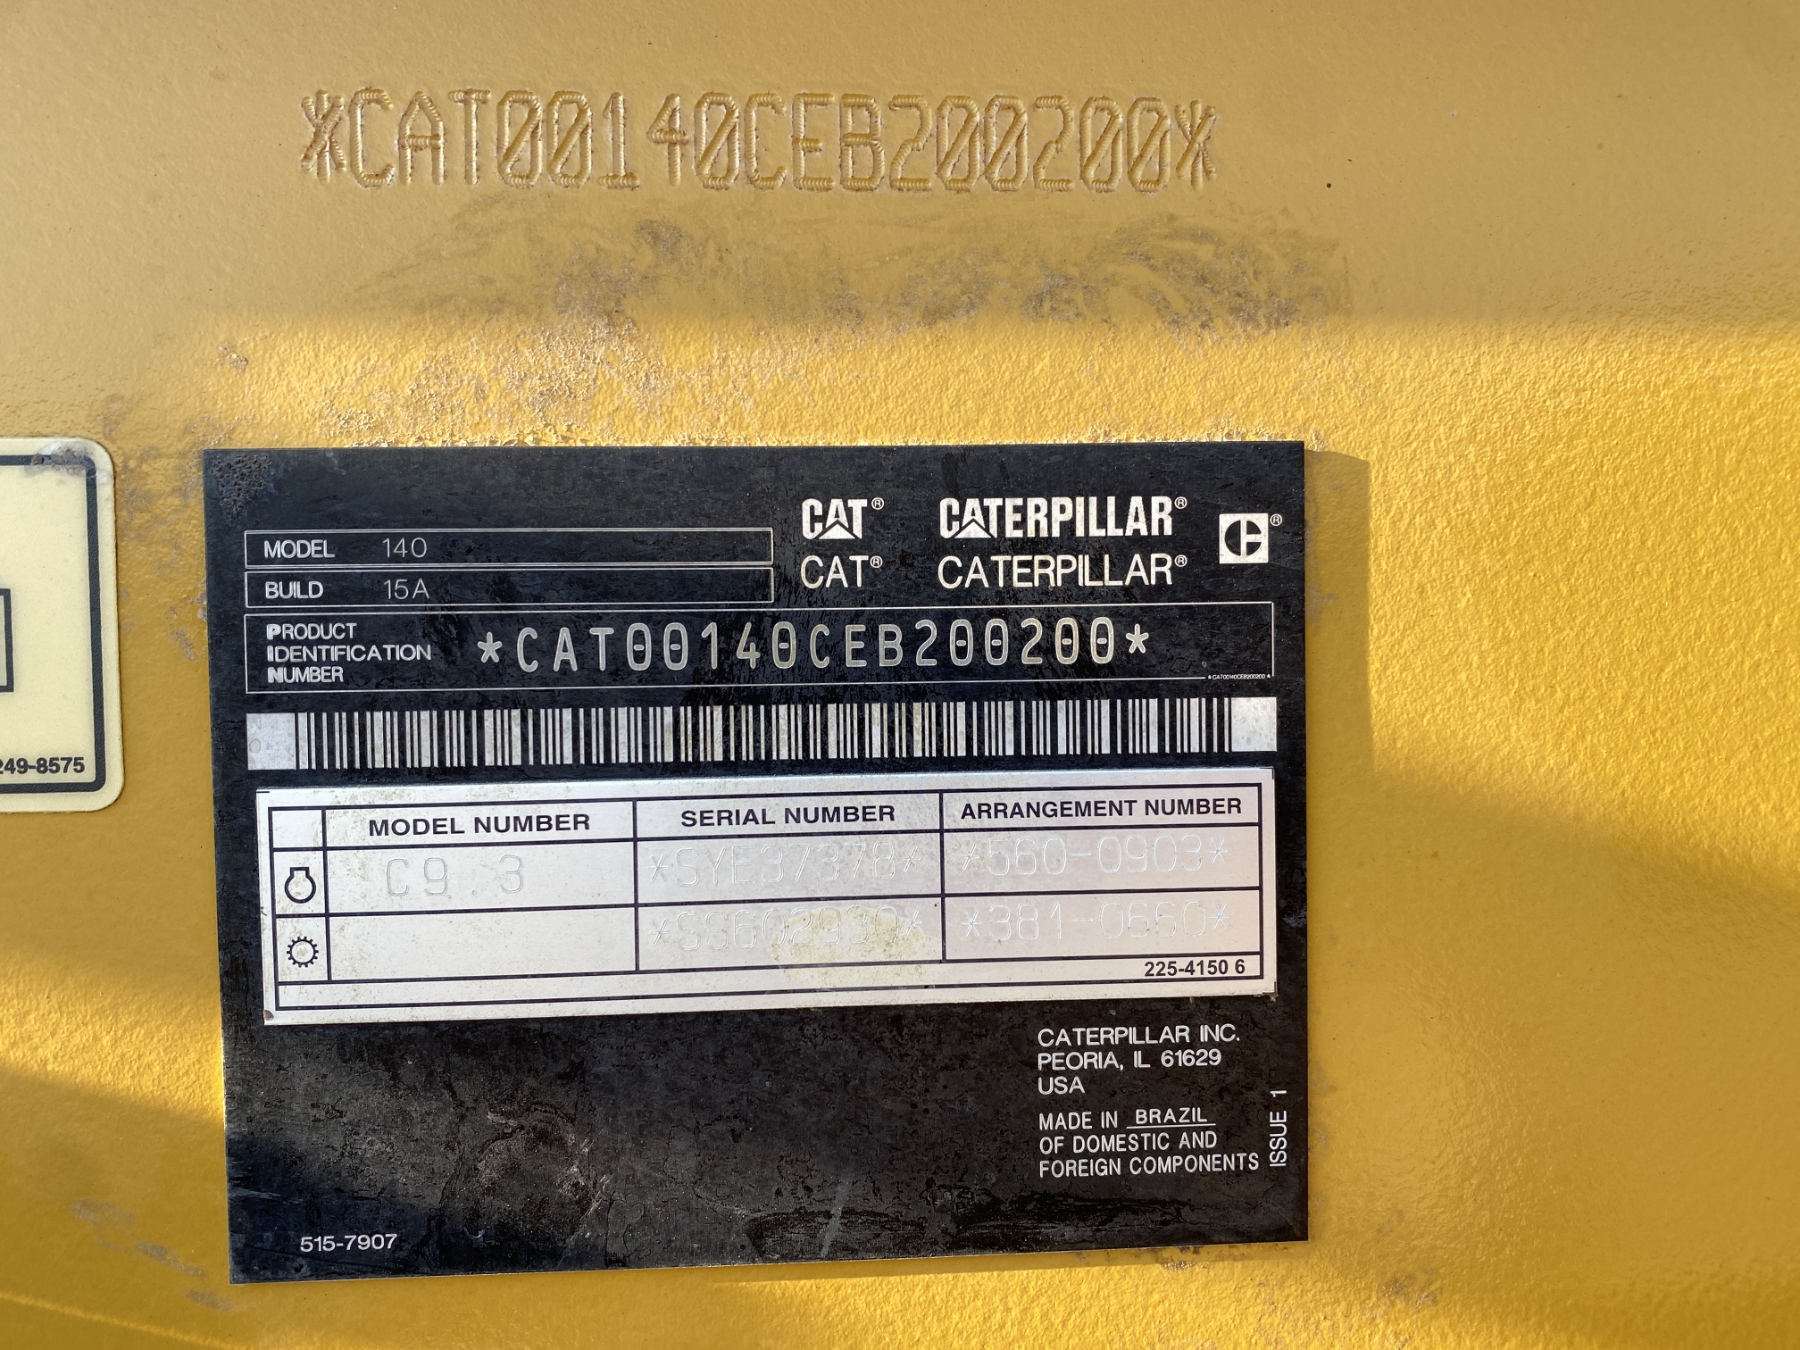 *CAT00140CEB200200*
MODEL 140
BUILD 15A
CAT® CATERPILLAR® ®
CAT® CATERPILLAR®
PRODUCT
IDENTIFICATION
NUMBER
*CAT00140CEB200200*
*CAT00140CEB200200*
249-8575
MODEL NUMBER SERIAL NUMBER ARRANGEMENT NUMBER
C9.3 *SYE37378* *560-0903*
*381-0660*
225-4150 6
CATERPILLAR INC.
PEORIA, IL 61629
USA
MADE IN BRAZIL
OF DOMESTIC AND
FOREIGN COMPONENTS
ISSUE 1
515-7907